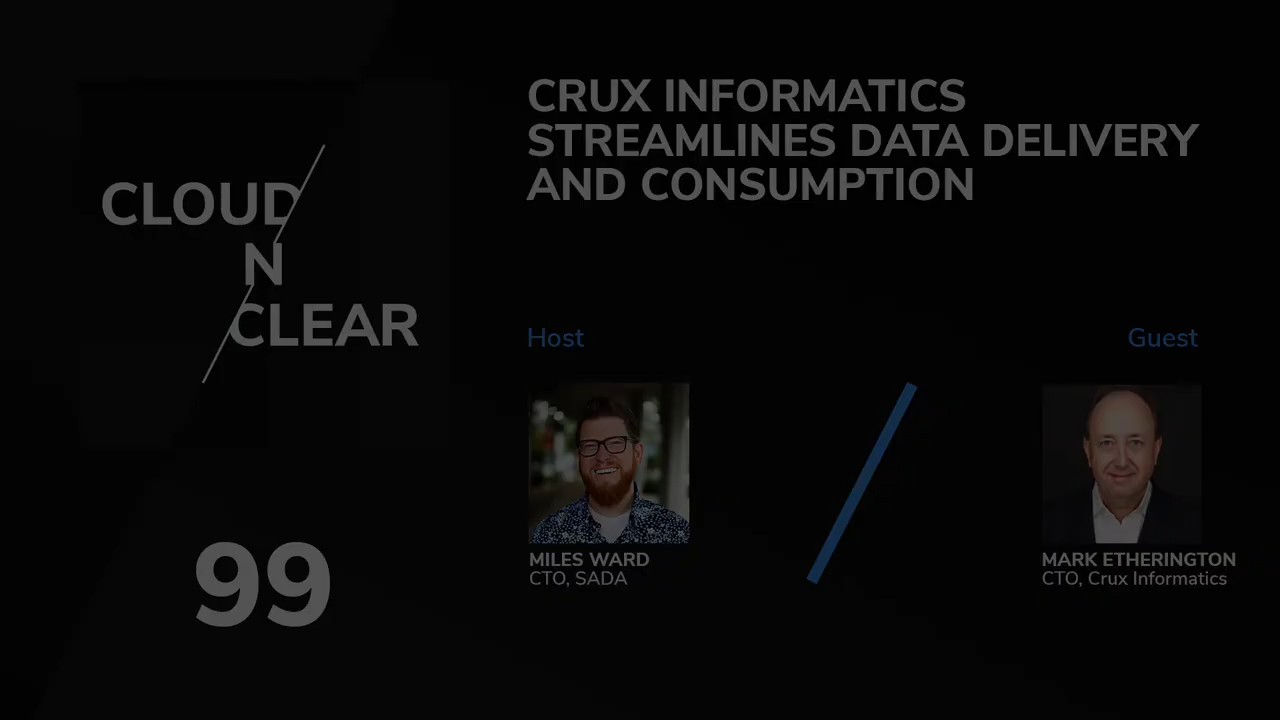 CLOUD
N
CLEAR
99
CRUX INFORMATICS
STREAMLINES DATA DELIVERY
AND CONSUMPTION
Host
Guest
MILES WARD
CTO, SADA
MARK ETHERINGTON
CTO, Crux Informatics